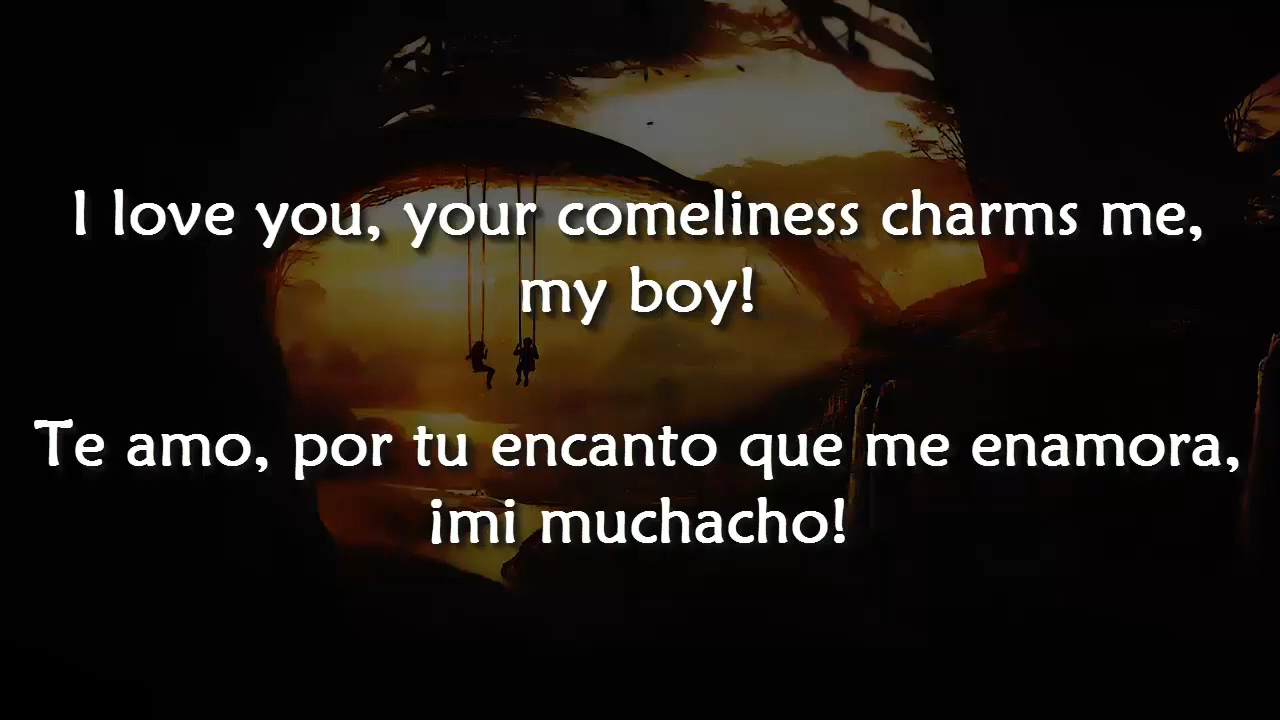 I love you, your comeliness charms me,
my boy!
Te amo, por tu encanto que me enamora,
¡mi muchacho!